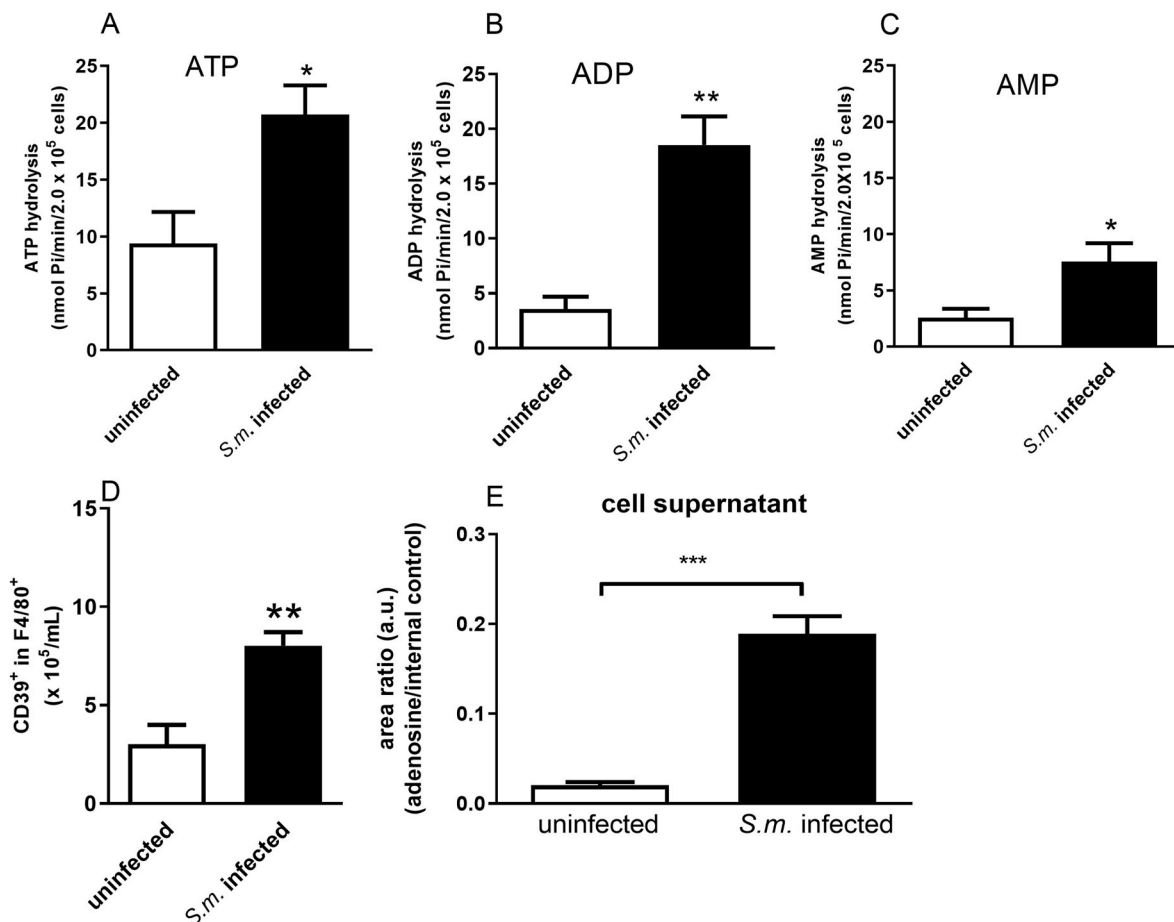 A
ATP
ATP hydrolysis
(nmol Pi/min/2.0 x 10⁵ cells)
25
20
15
10
5
0
*
uninfected
S.m. infected
B
ADP
ADP hydrolysis
(nmol Pi/min/2.0 x 10⁵ cells)
25
20
15
10
5
0
**
uninfected
S.m. infected
C
AMP
AMP hydrolysis
(nmol Pi/min/2.0X10 ⁵ cells)
25
20
15
10
5
0
*
uninfected
S.m. infected
D
CD39⁺ in F4/80⁺
(x 10⁵/mL)
15
10
5
0
**
uninfected
S.m. infected
E
cell supernatant
area ratio (a.u.)
(adenosine/internal control)
0.3
0.2
0.1
0.0
***
uninfected
S.m. infected